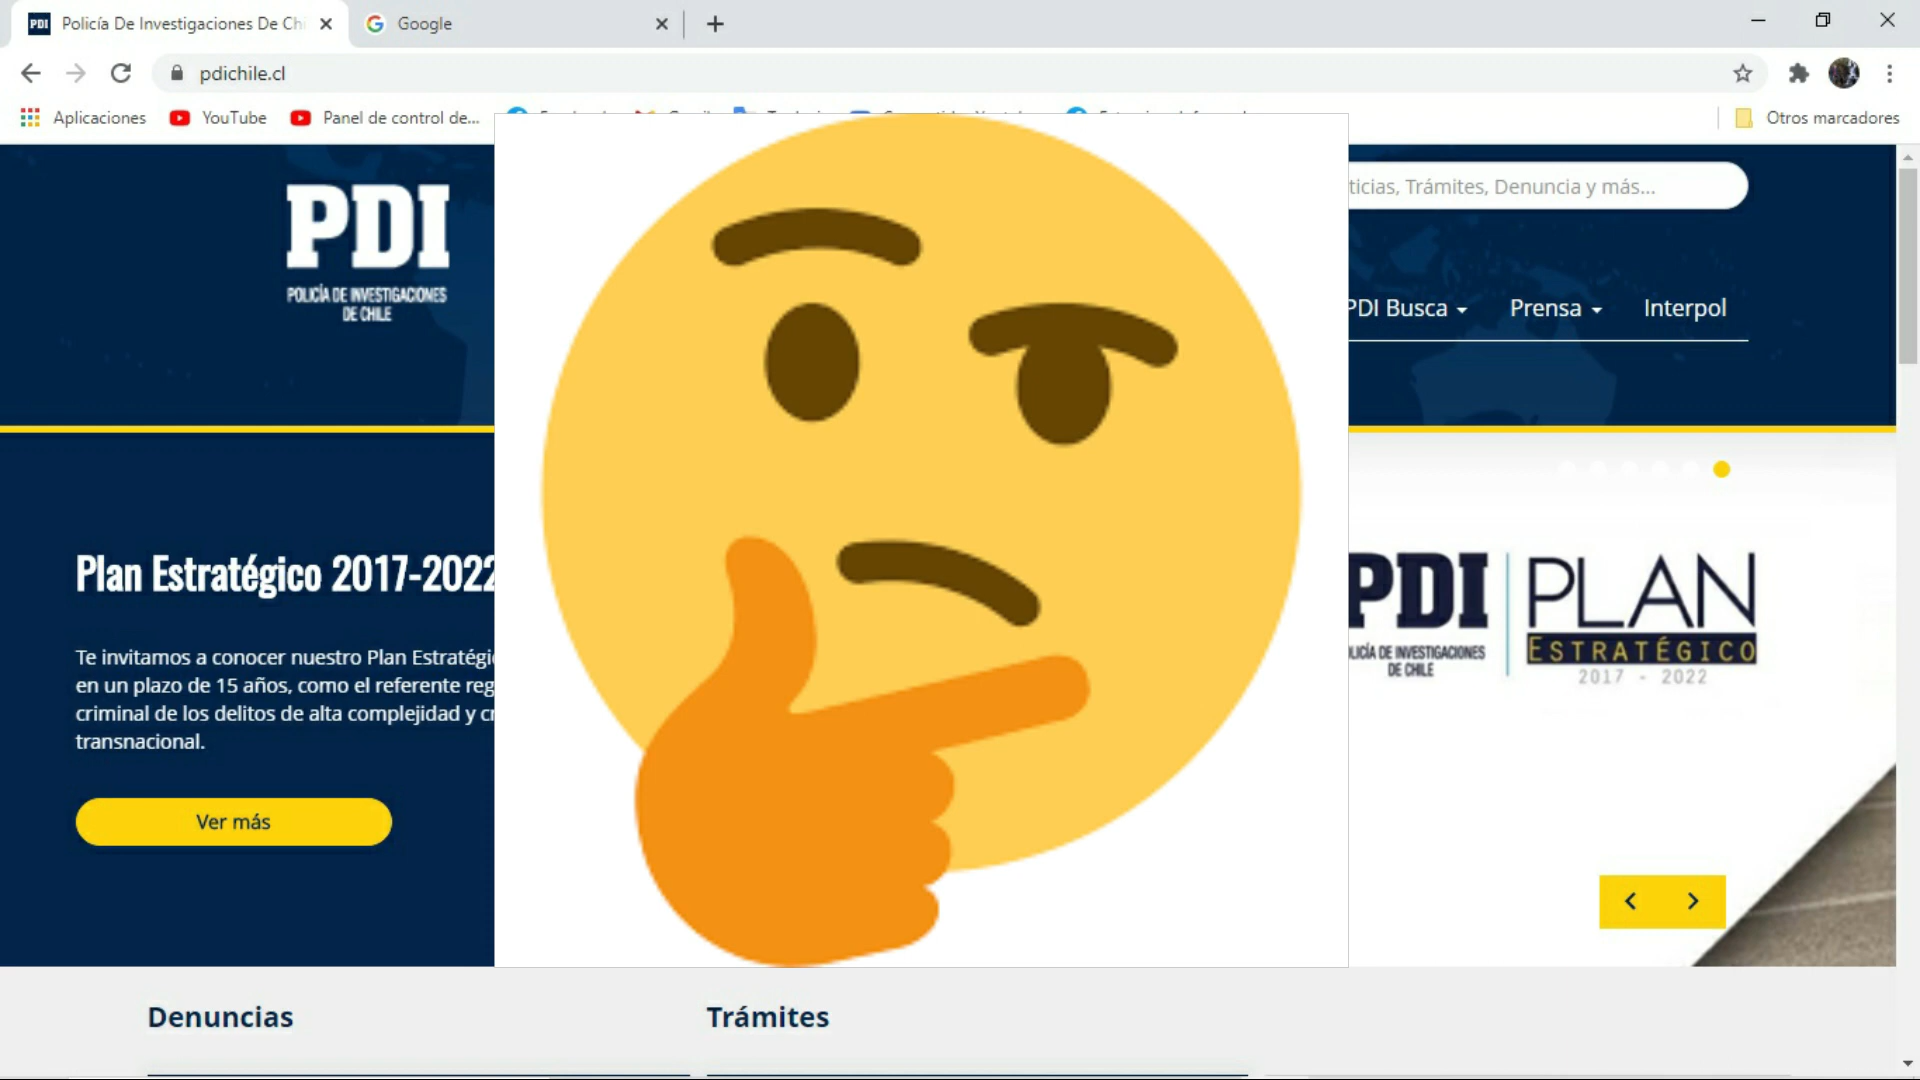 PDI
Policía De Investigaciones De Chi
Google
pdichile.cl
Aplicaciones
YouTube
Panel de control de...
Otros marcadores
PDI
POLICÍA DE INVESTIGACIONES
DE CHILE
ticias, Trámites, Denuncia y más...
PDI Busca
Prensa
Interpol
Plan Estratégico 2017-2022
Te invitamos a conocer nuestro Plan Estratégi
en un plazo de 15 años, como el referente reg
criminal de los delitos de alta complejidad y cr
transnacional.
Ver más
PDI
LICÍA DE INVESTIGACIONES
DE CHILE
PLAN
ESTRATÉGICO
2017 - 2022
Denuncias
Trámites